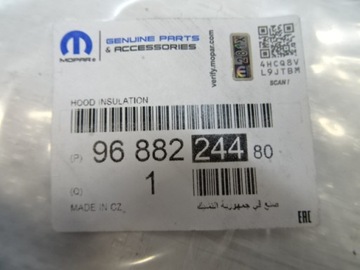 MOPAR®
GENUINE PARTS
& ACCESSORIES
verify.mopar.com
4HCQ8V
L9JTBM
SCAN!
HOOD INSULATION
(P) 96 882 244 80
(Q) 1
MADE IN CZ
صنع في جمهورية التشيك
EAC